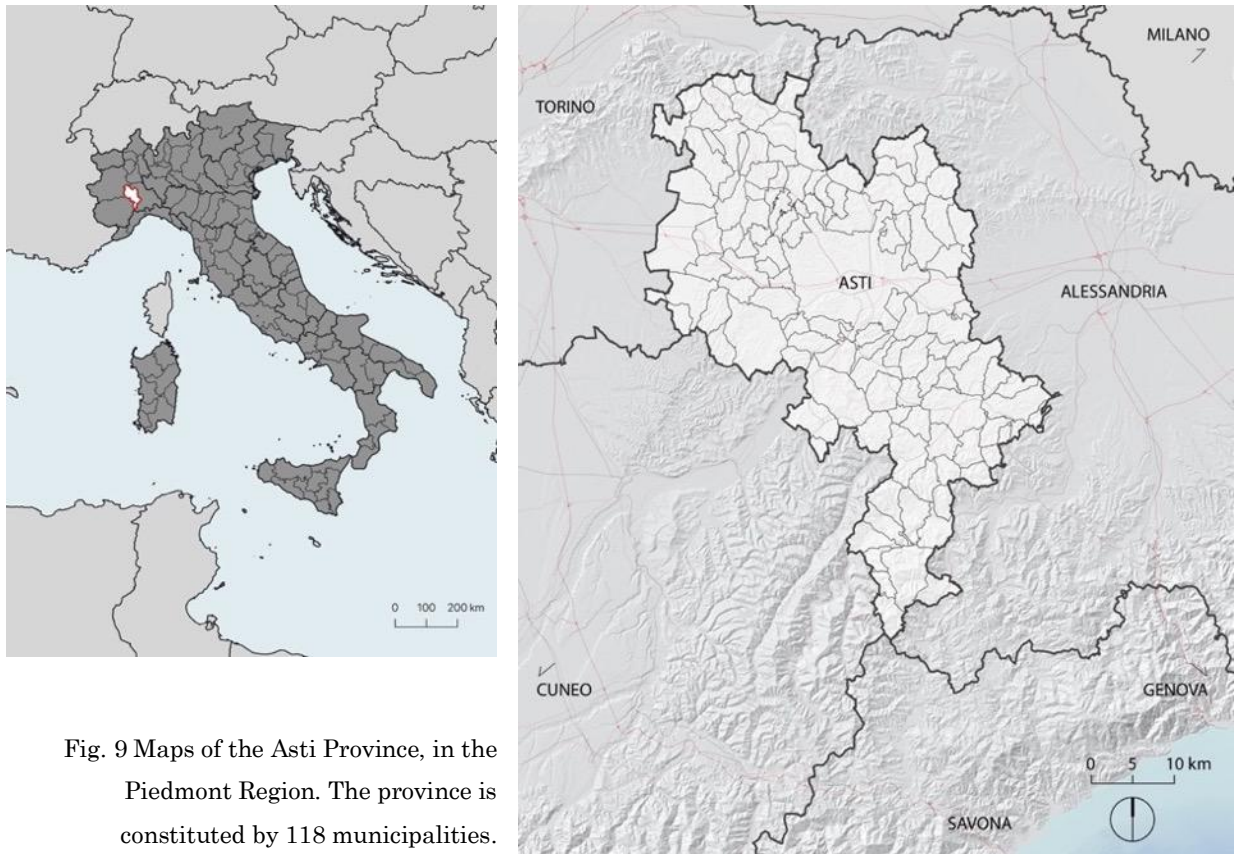 0 100 200 km
Fig. 9 Maps of the Asti Province, in the
Piedmont Region. The province is
constituted by 118 municipalities.
MILANO
TORINO
ASTI
ALESSANDRIA
CUNEO
GENOVA
0 5 10 km
SAVONA